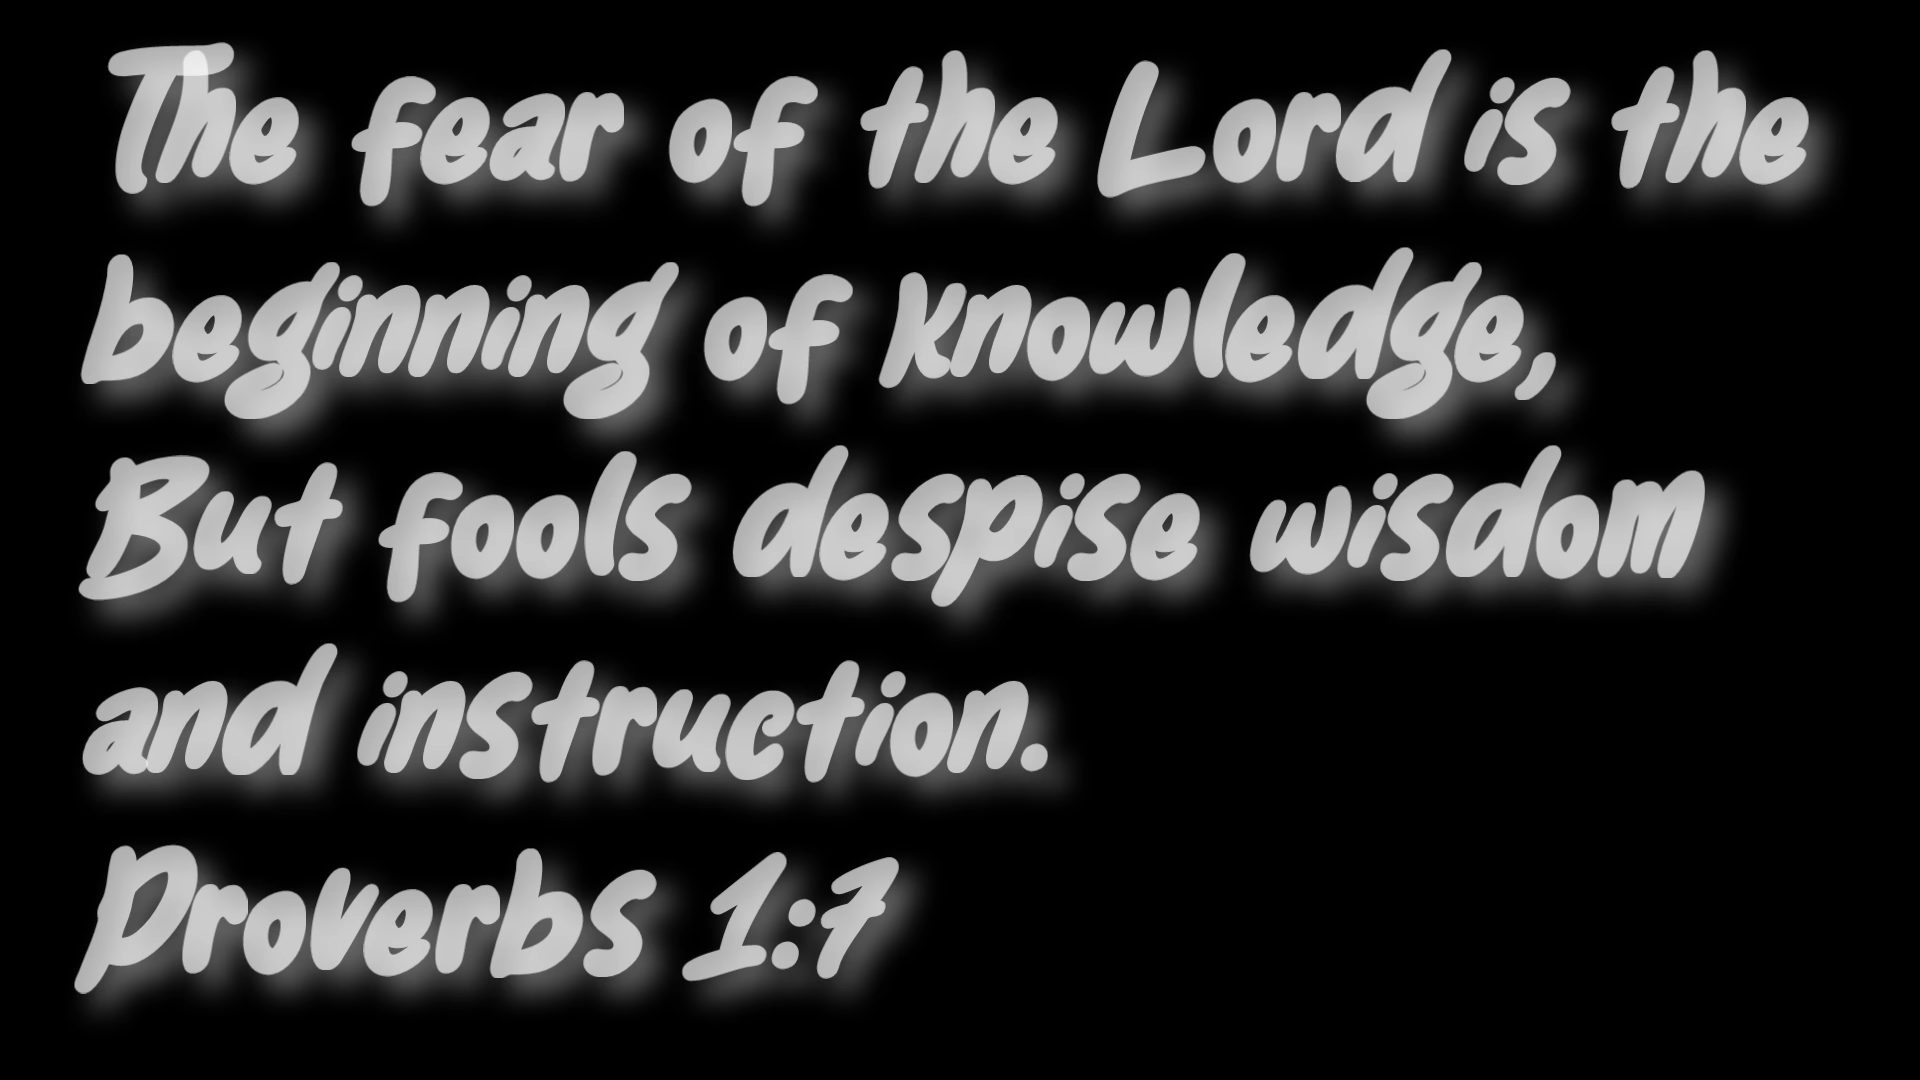 The fear of the Lord is the
beginning of knowledge,
But fools despise wisdom
and instruction.
Proverbs 1:7